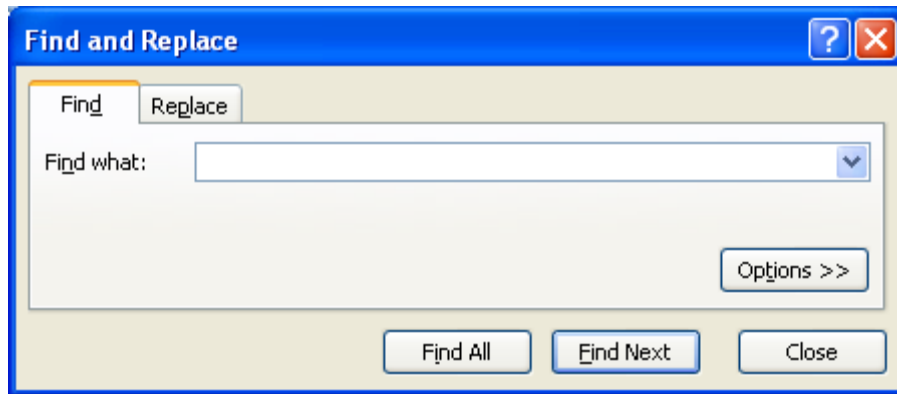 Find and Replace
Find Replace
Find what:
Options >>
Find All Find Next Close